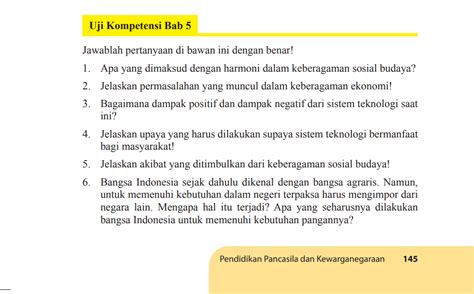 Uji Kompetensi Bab 5
Jawablah pertanyaan di bawan ini dengan benar!
1. Apa yang dimaksud dengan harmoni dalam keberagaman sosial budaya?
2. Jelaskan permasalahan yang muncul dalam keberagaman ekonomi!
3. Bagaimana dampak positif dan dampak negatif dari sistem teknologi saat
ini?
4. Jelaskan upaya yang harus dilakukan supaya sistem teknologi bermanfaat
bagi masyarakat!
5. Jelaskan akibat yang ditimbulkan dari keberagaman sosial budaya!
6. Bangsa Indonesia sejak dahulu dikenal dengan bangsa agraris. Namun,
untuk memenuhi kebutuhan dalam negeri terpaksa harus mengimpor dari
negara lain. Mengapa hal itu terjadi? Apa yang seharusnya dilakukan
bangsa Indonesia untuk memenuhi kebutuhan pangannya?
Pendidikan Pancasila dan Kewarganegaraan 145